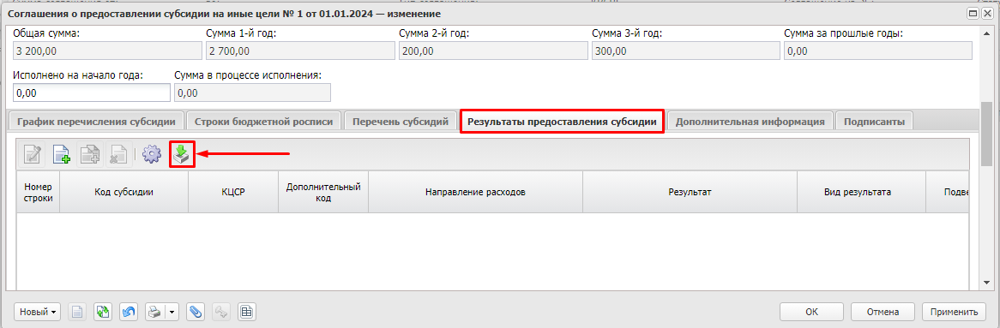 Соглашения о предоставлении субсидии на иные цели № 1 от 01.01.2024 — изменение
Общая сумма: Сумма 1-й год: Сумма 2-й год: Сумма 3-й год: Сумма за прошлые годы:
3 200,00 2 700,00 200,00 300,00 0,00
Исполнено на начало года: Сумма в процессе исполнения:
0,00 0,00
График перечисления субсидии Строки бюджетной росписи Перечень субсидий Результаты предоставления субсидии Дополнительная информация Подписанты
Номер строки Код субсидии КЦСР Дополнительный код Направление расходов Результат Вид результата Подве
Новый ОК Отмена Применить